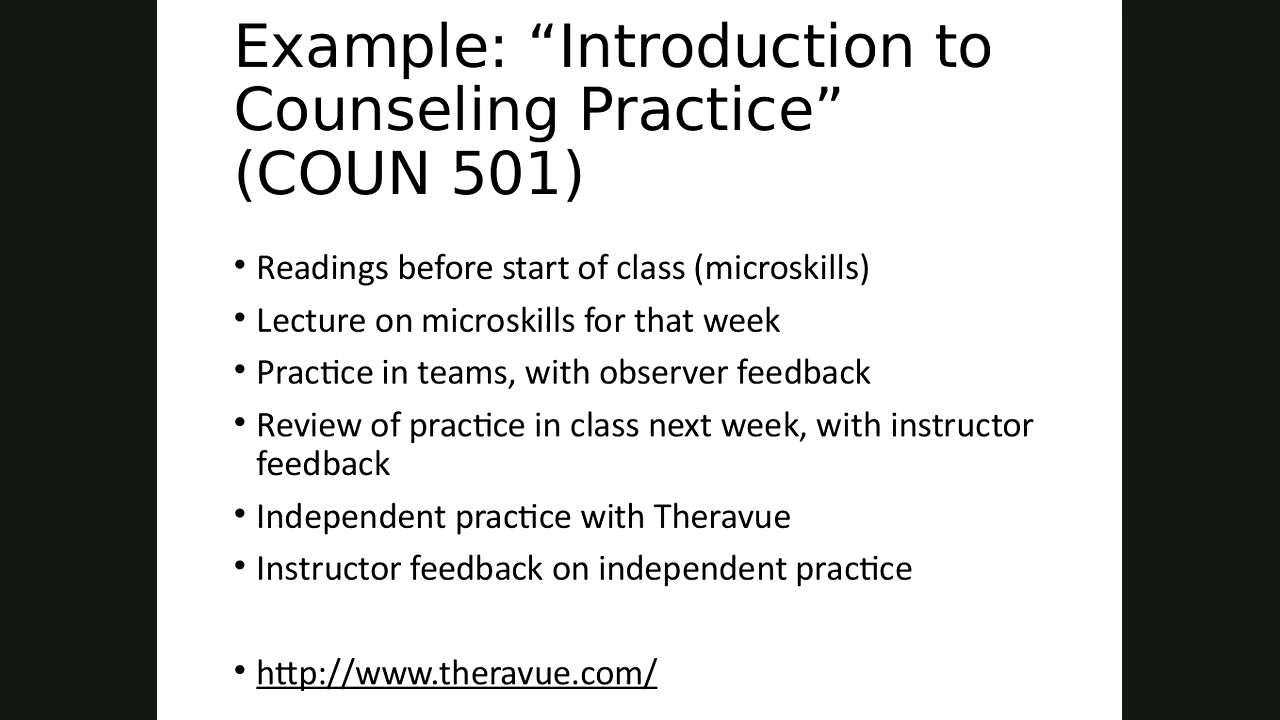 Example: “Introduction to
Counseling Practice”
(COUN 501)
• Readings before start of class (microskills)
• Lecture on microskills for that week
• Practice in teams, with observer feedback
• Review of practice in class next week, with instructor
feedback
• Independent practice with Theravue
• Instructor feedback on independent practice
• http://www.theravue.com/